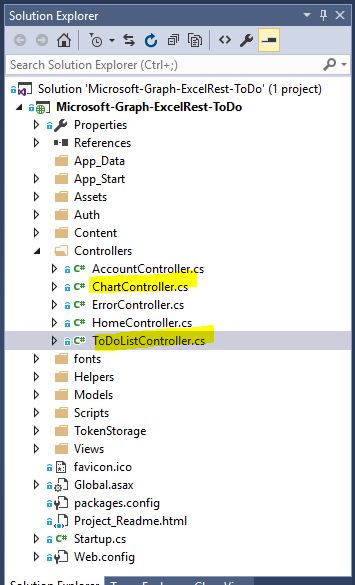 Solution Explorer
Search Solution Explorer (Ctrl+;)
Solution 'Microsoft-Graph-ExcelRest-ToDo' (1 project)
Microsoft-Graph-ExcelRest-ToDo
Properties
References
App_Data
App_Start
Assets
Auth
Content
Controllers
C# AccountController.cs
C# ChartController.cs
C# ErrorController.cs
C# HomeController.cs
C# ToDoListController.cs
fonts
Helpers
Models
Scripts
TokenStorage
Views
favicon.ico
Global.asax
packages.config
Project_Readme.html
C# Startup.cs
Web.config
Solution Explorer